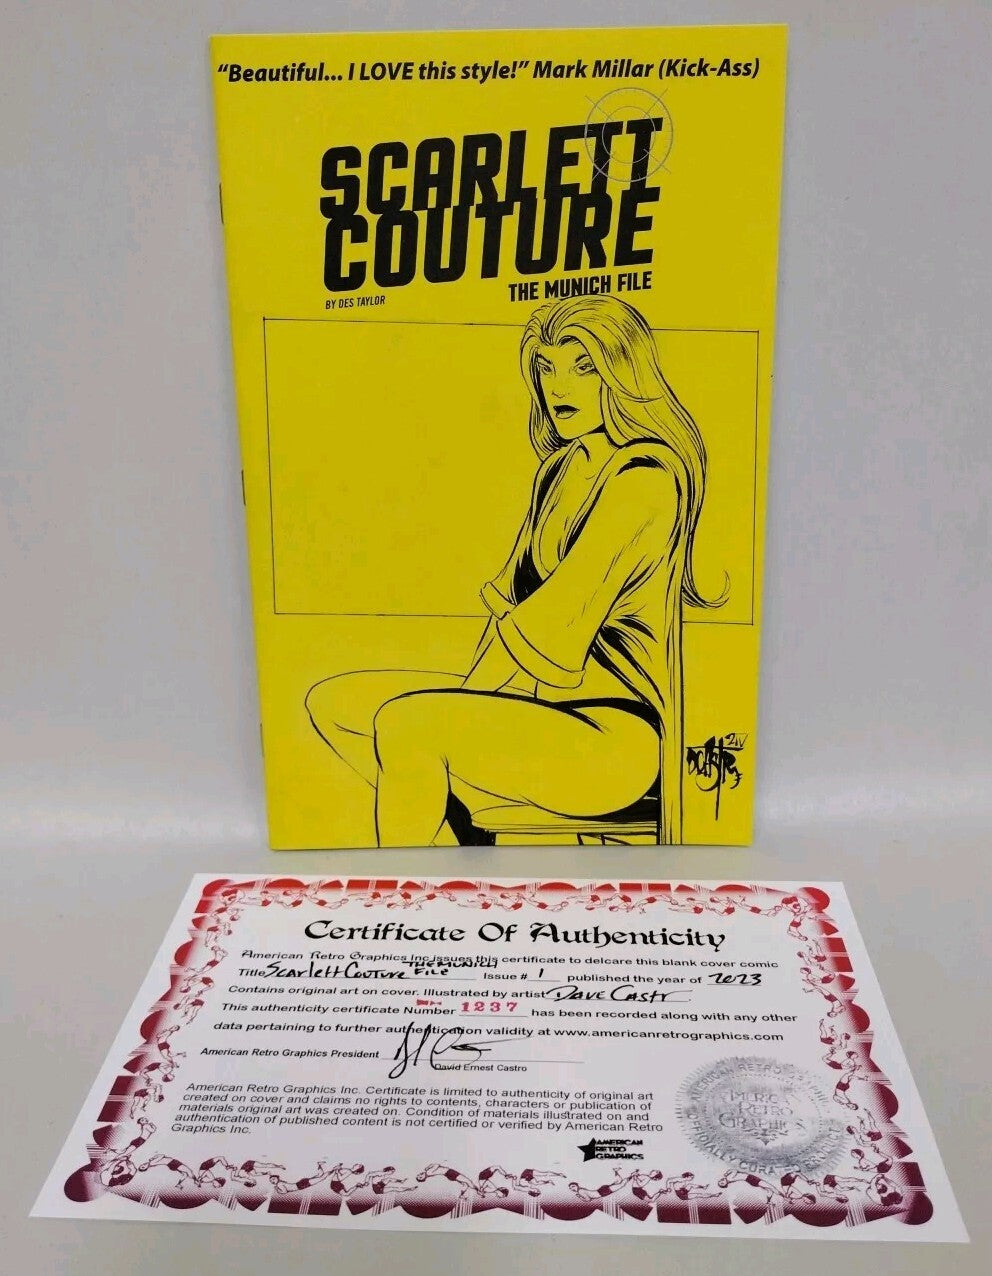 “Beautiful... I LOVE this style!” Mark Millar (Kick-Ass)
SCARLETT
COUTURE
THE MUNICH FILE
BY DES TAYLOR
Certificate Of Authenticity
American Retro Graphics Inc issues this certificate to delcare this blank cover comic
Title Scarlett Couture THE MUNICH FILE Issue # 1 published the year of 2023
Contains original art on cover. Illustrated by artist Dave Castr
This authenticity certificate Number 1237 has been recorded along with any other
data pertaining to further authentication validity at www.americanretrographics.com
American Retro Graphics President
David Ernest Castro
American Retro Graphics Inc. Certificate is limited to authenticity of original art
created on cover and claims no rights to contents, characters or publication of
materials original art was created on. Condition of materials illustrated on and
authentication of published content is not certified or verified by American Retro
Graphics Inc.
AMERICAN
RETRO
GRAPHICS